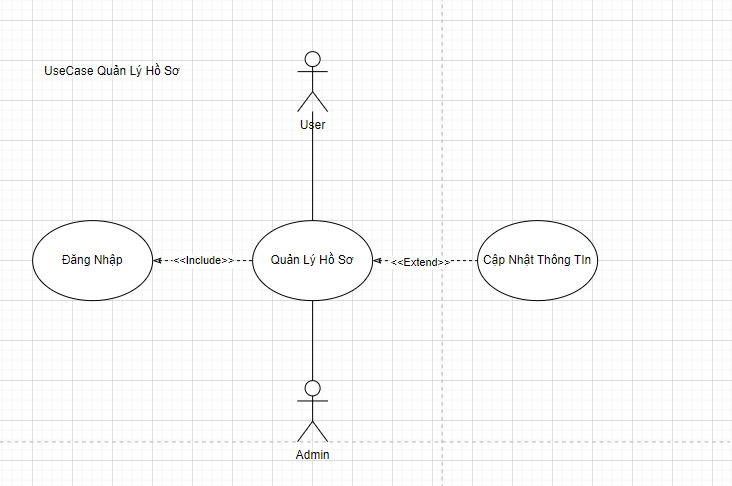 UseCase Quản Lý Hồ Sơ
User
Đăng Nhập
<<Include>>
Quản Lý Hồ Sơ
<<Extend>>
Cập Nhật Thông TIn
Admin